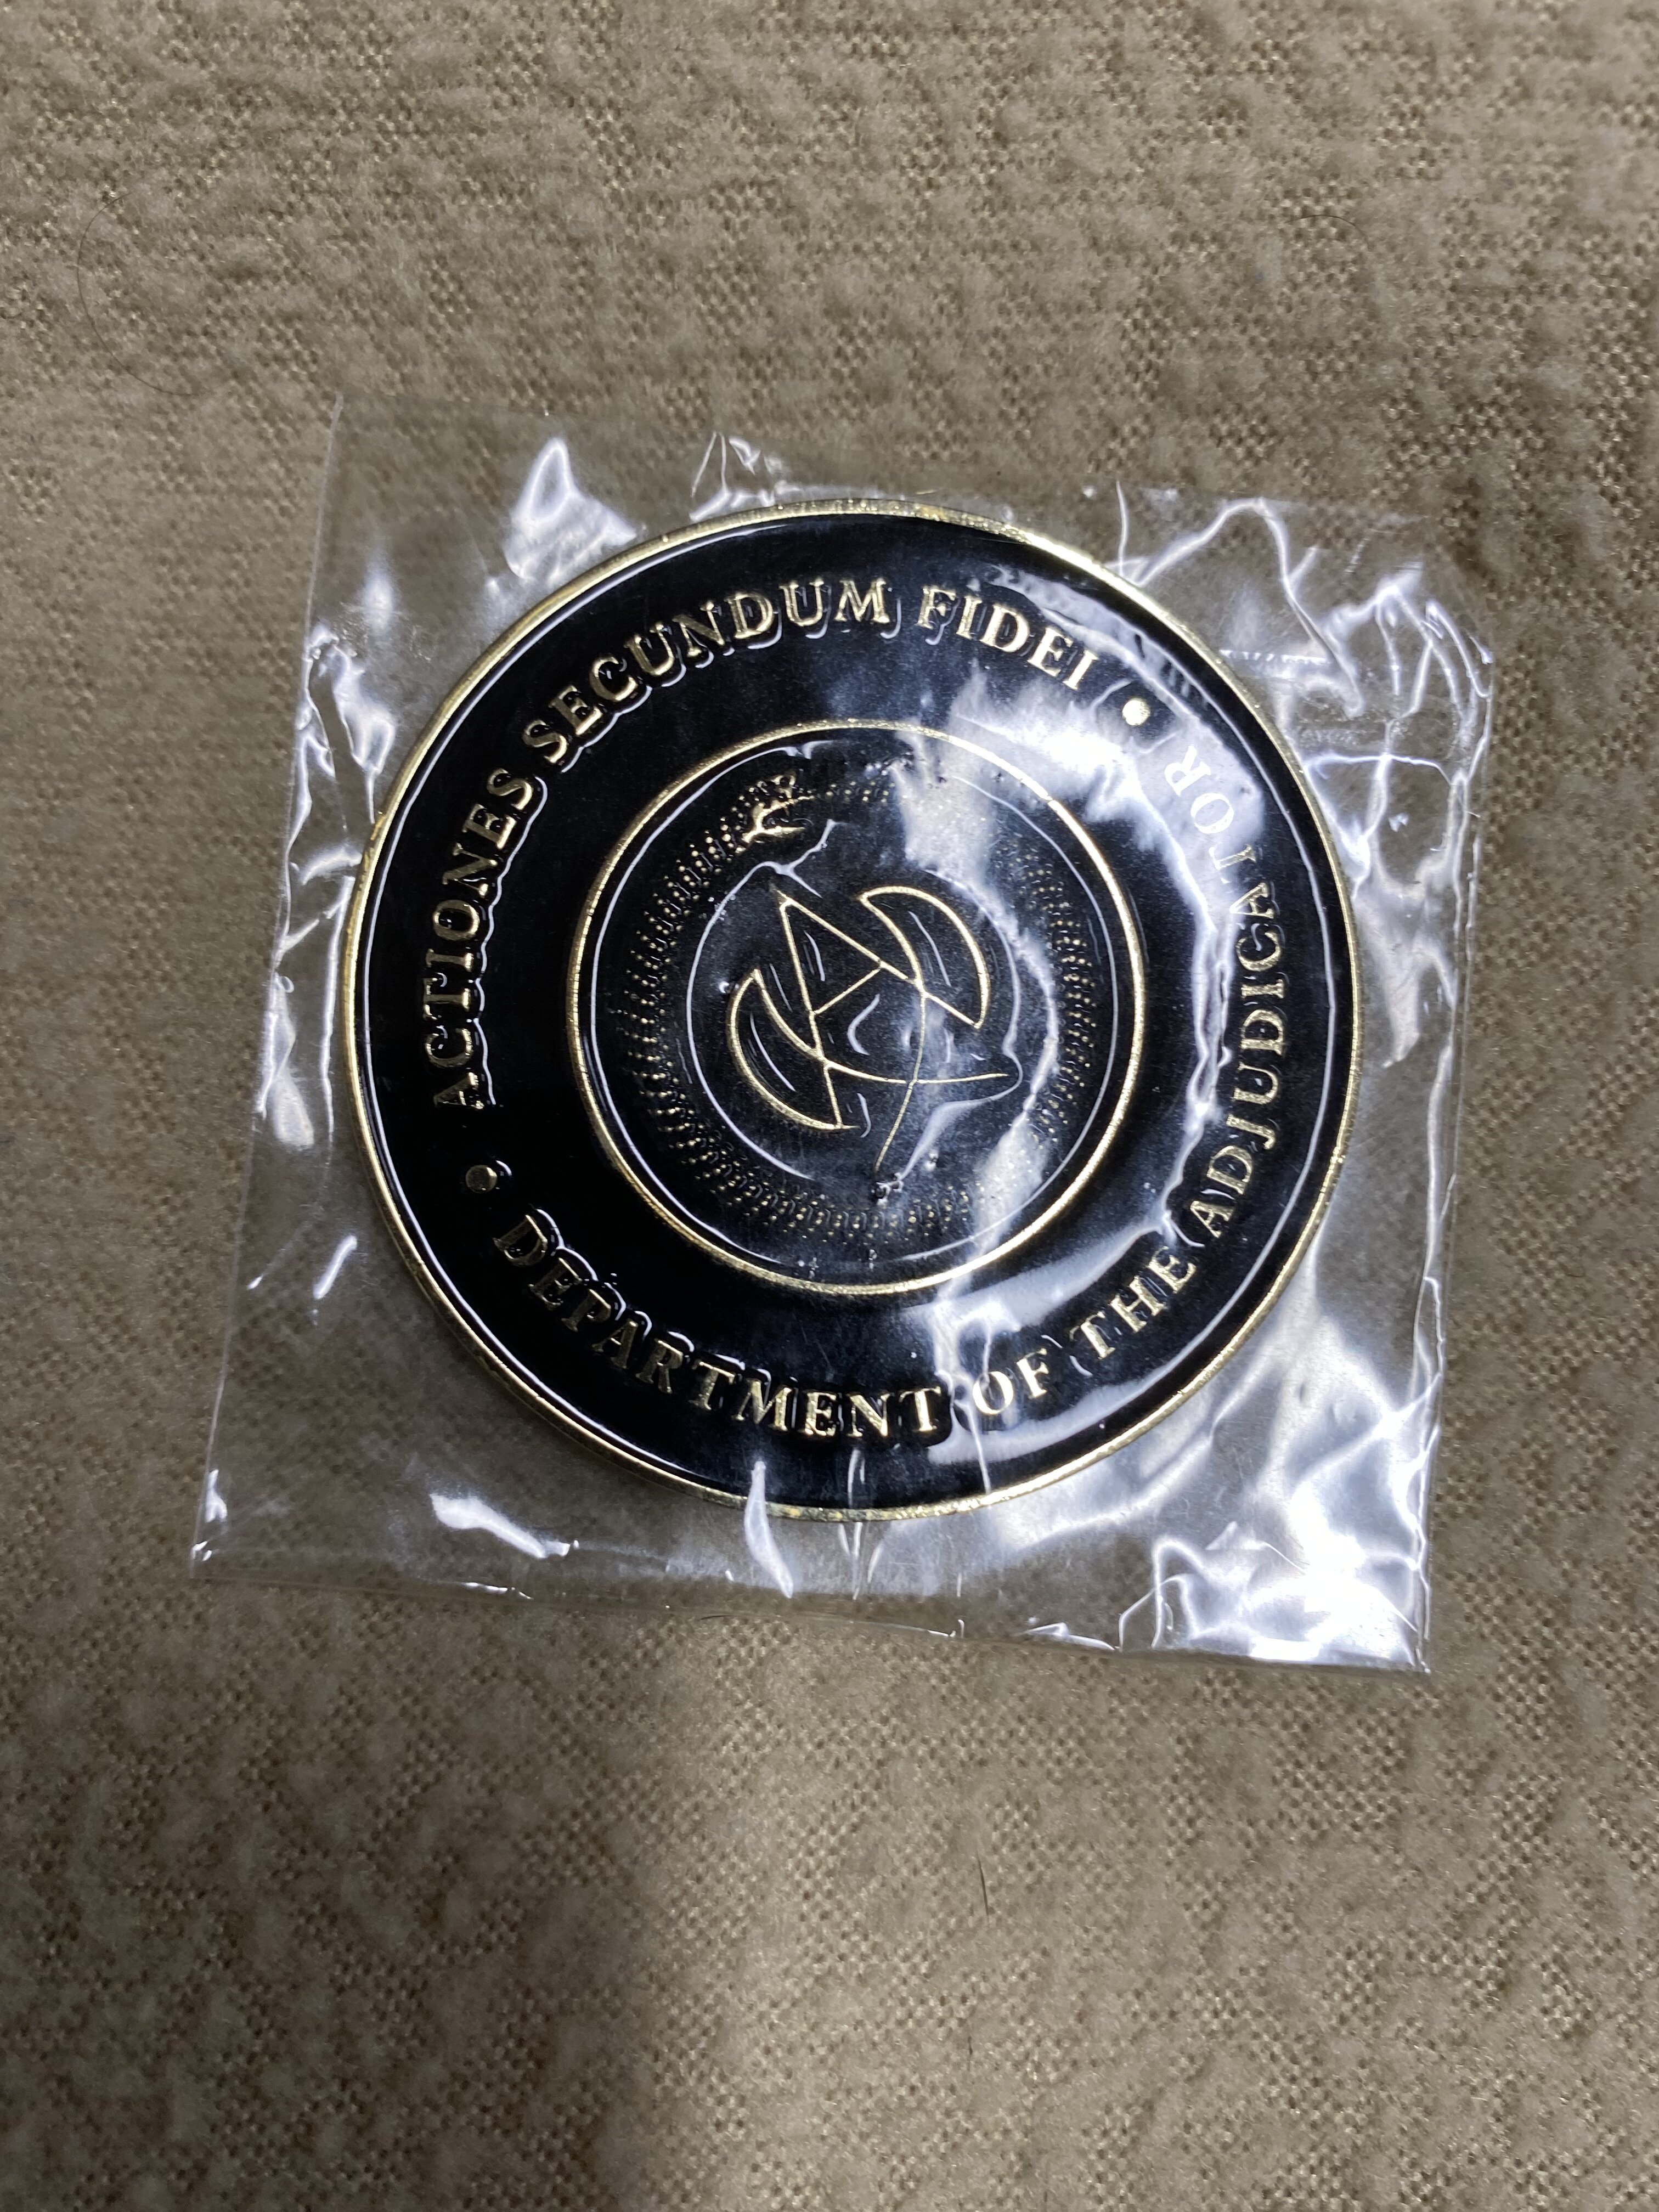 ACTIONES SECUNDUM FIDEI
DEPARTMENT OF THE ADJUDICATOR